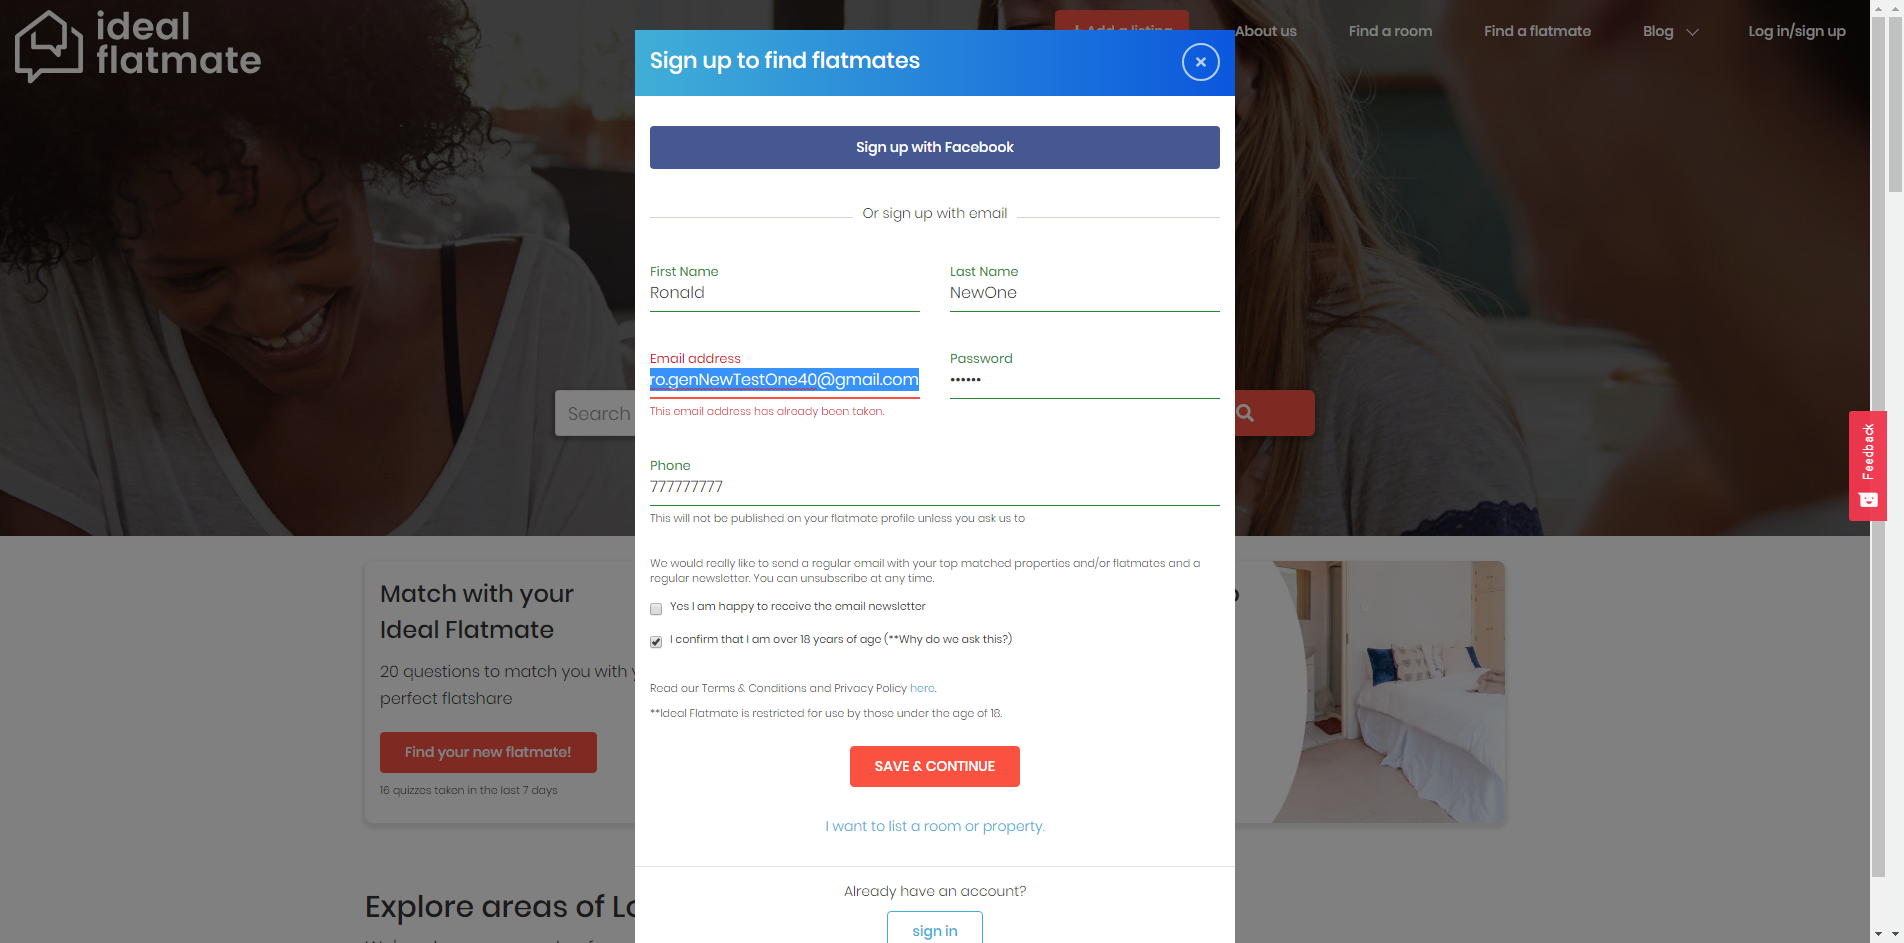 ideal
flatmate
+ Add a listing
About us
Find a room
Find a flatmate
Blog
Log in/sign up
Sign up to find flatmates
Sign up with Facebook
Or sign up with email
First Name
Ronald
Last Name
NewOne
Email address
ro.genNewTestOne40@gmail.com
This email address has already been taken.
Password
••••••
Search
Phone
777777777
This will not be published on your flatmate profile unless you ask us to
We would really like to send a regular email with your top matched properties and/or flatmates and a
regular newsletter. You can unsubscribe at any time.
Yes I am happy to receive the email newsletter
I confirm that I am over 18 years of age (**Why do we ask this?)
Read our Terms & Conditions and Privacy Policy here.
**Ideal Flatmate is restricted for use by those under the age of 18.
SAVE & CONTINUE
I want to list a room or property.
Already have an account?
sign in
Feedback
Match with your
Ideal Flatmate
20 questions to match you with
perfect flatshare
Find your new flatmate!
16 quizzes taken in the last 7 days
Explore areas of